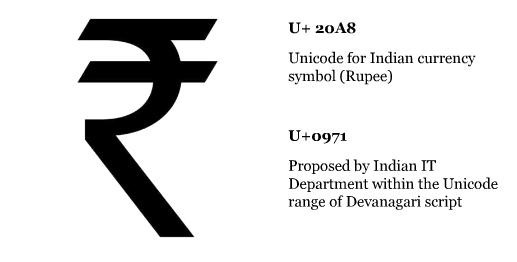 ₹
U+ 20A8
Unicode for Indian currency
symbol (Rupee)
U+0971
Proposed by Indian IT
Department within the Unicode
range of Devanagari script